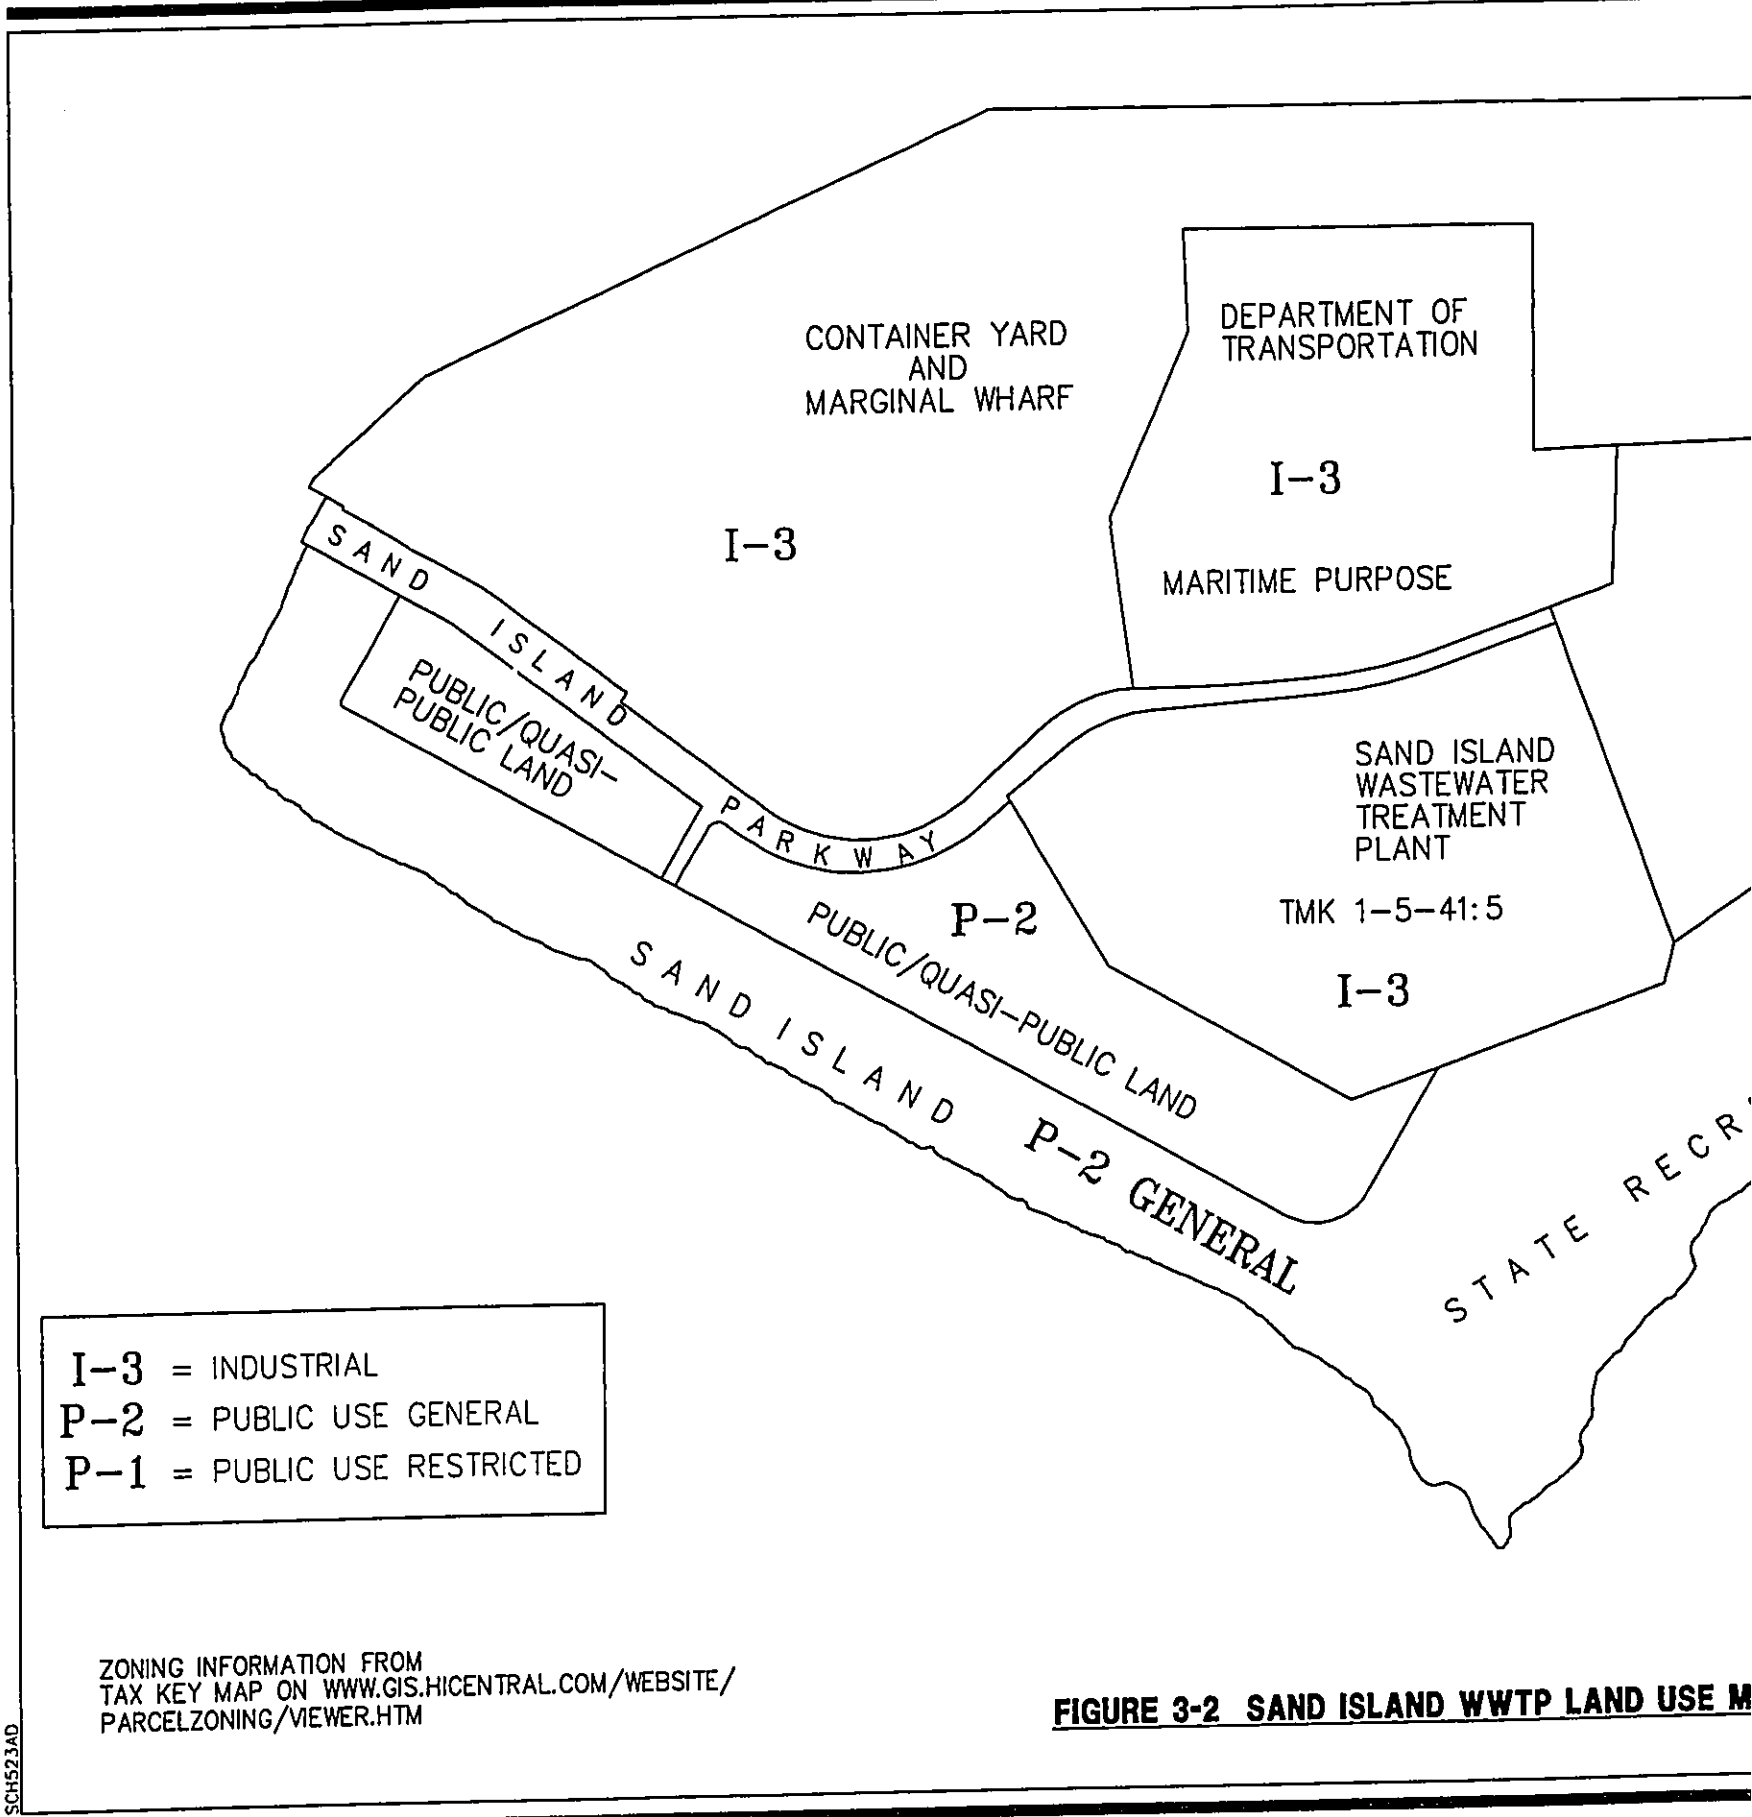 CONTAINER YARD
AND
MARGINAL WHARF
I-3
DEPARTMENT OF
TRANSPORTATION
I-3
MARITIME PURPOSE
SAND ISLAND PARKWAY
PUBLIC/QUASI-
PUBLIC LAND
SAND ISLAND
WASTEWATER
TREATMENT
PLANT
TMK 1-5-41:5
I-3
P-2
PUBLIC/QUASI-PUBLIC LAND
SAND ISLAND
P-2 GENERAL
STATE RECR
I-3 = INDUSTRIAL
P-2 = PUBLIC USE GENERAL
P-1 = PUBLIC USE RESTRICTED
ZONING INFORMATION FROM
TAX KEY MAP ON WWW.GIS.HICENTRAL.COM/WEBSITE/
PARCELZONING/VIEWER.HTM
FIGURE 3-2 SAND ISLAND WWTP LAND USE M
SCH523AD